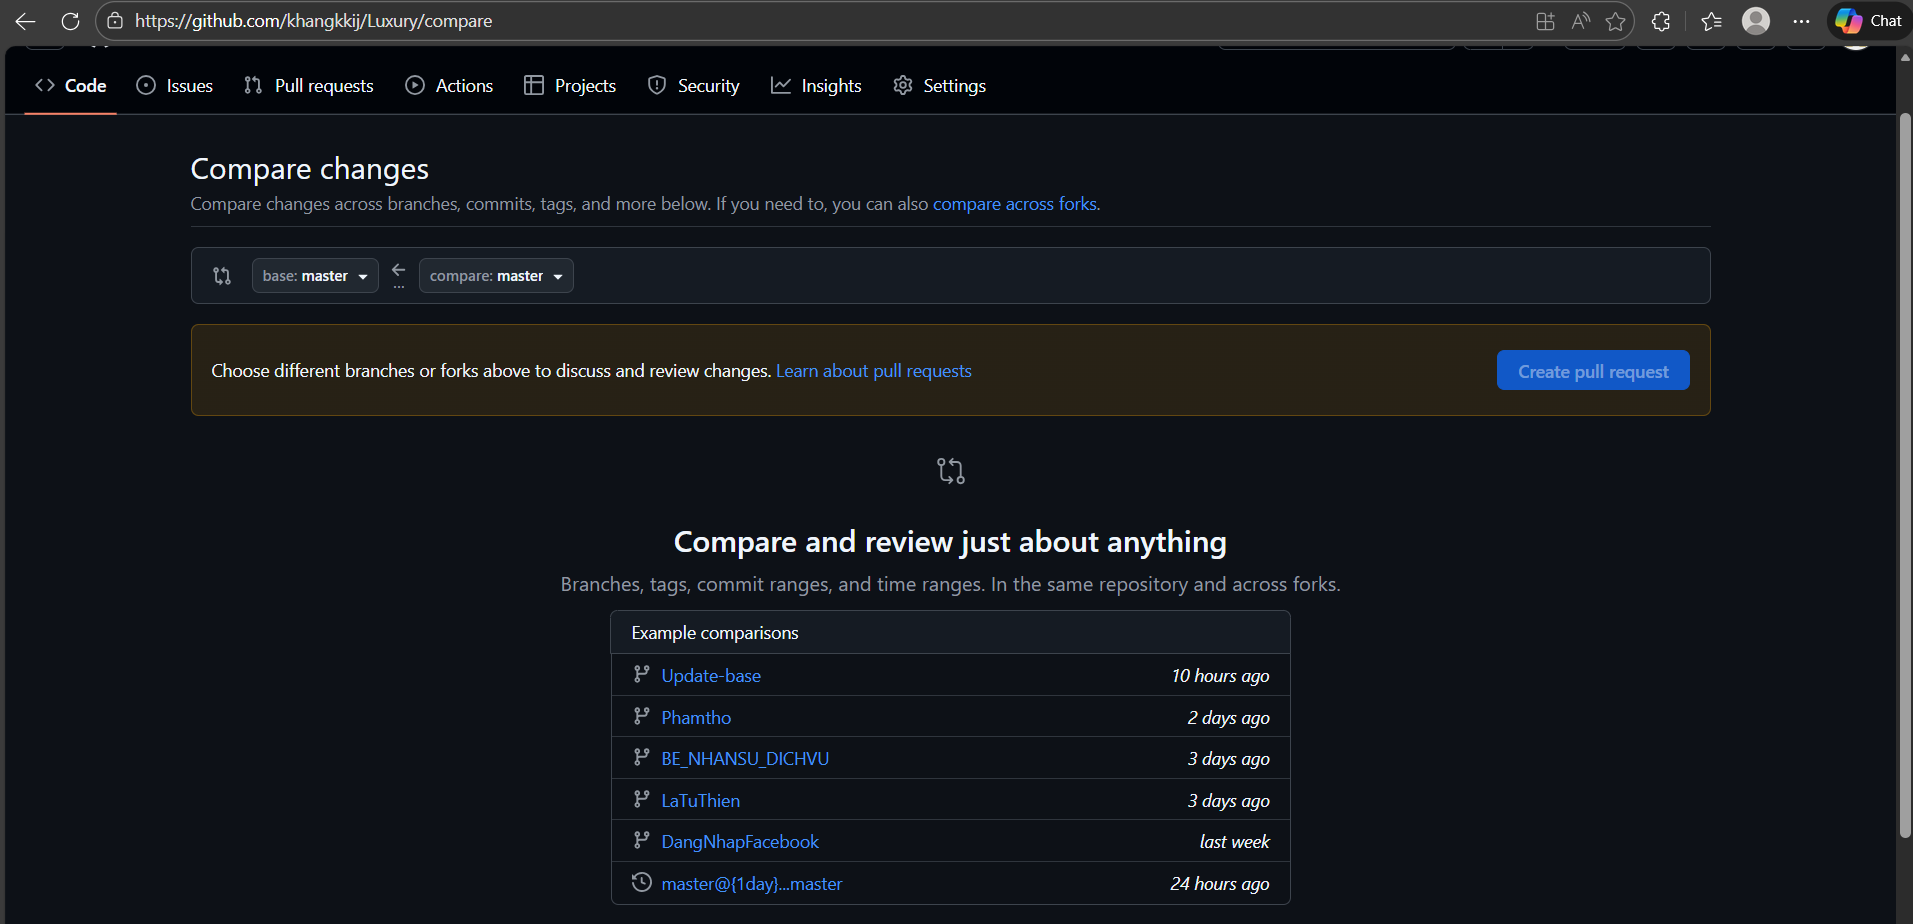 https://github.com/khangkkij/Luxury/compare
Chat
Code Issues Pull requests Actions Projects Security Insights Settings
Compare changes
Compare changes across branches, commits, tags, and more below. If you need to, you can also compare across forks.
base: master compare: master
...
Choose different branches or forks above to discuss and review changes. Learn about pull requests
Create pull request
Compare and review just about anything
Branches, tags, commit ranges, and time ranges. In the same repository and across forks.
Example comparisons
Update-base 10 hours ago
Phamtho 2 days ago
BE_NHANSU_DICHVU 3 days ago
LaTuThien 3 days ago
DangNhapFacebook last week
master@{1day}...master 24 hours ago